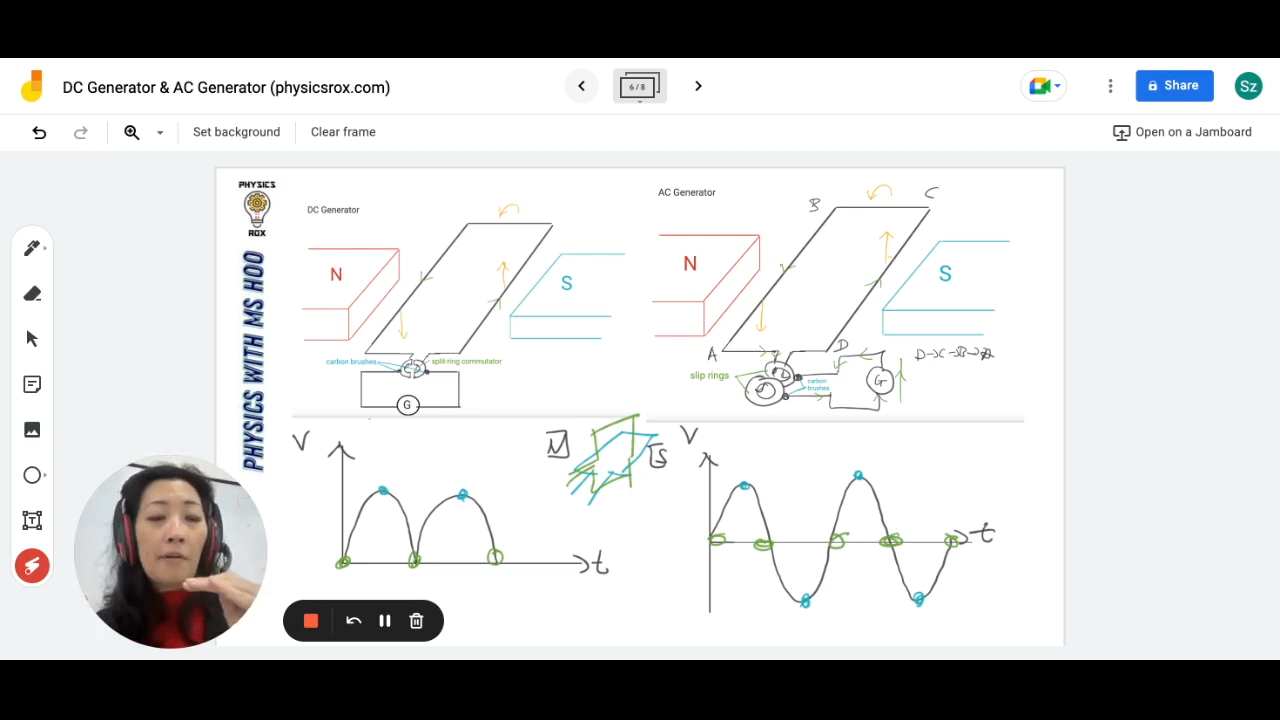 DC Generator & AC Generator (physicsrox.com)
6 / 8
Share
Sz
Set background
Clear frame
Open on a Jamboard
PHYSICS
ROX
PHYSICS WITH MS HOO
DC Generator
N
S
carbon brushes
split-ring commutator
G
AC Generator
B
C
N
S
A
D
slip rings
carbon
brushes
G
V
t
N
S
V
t